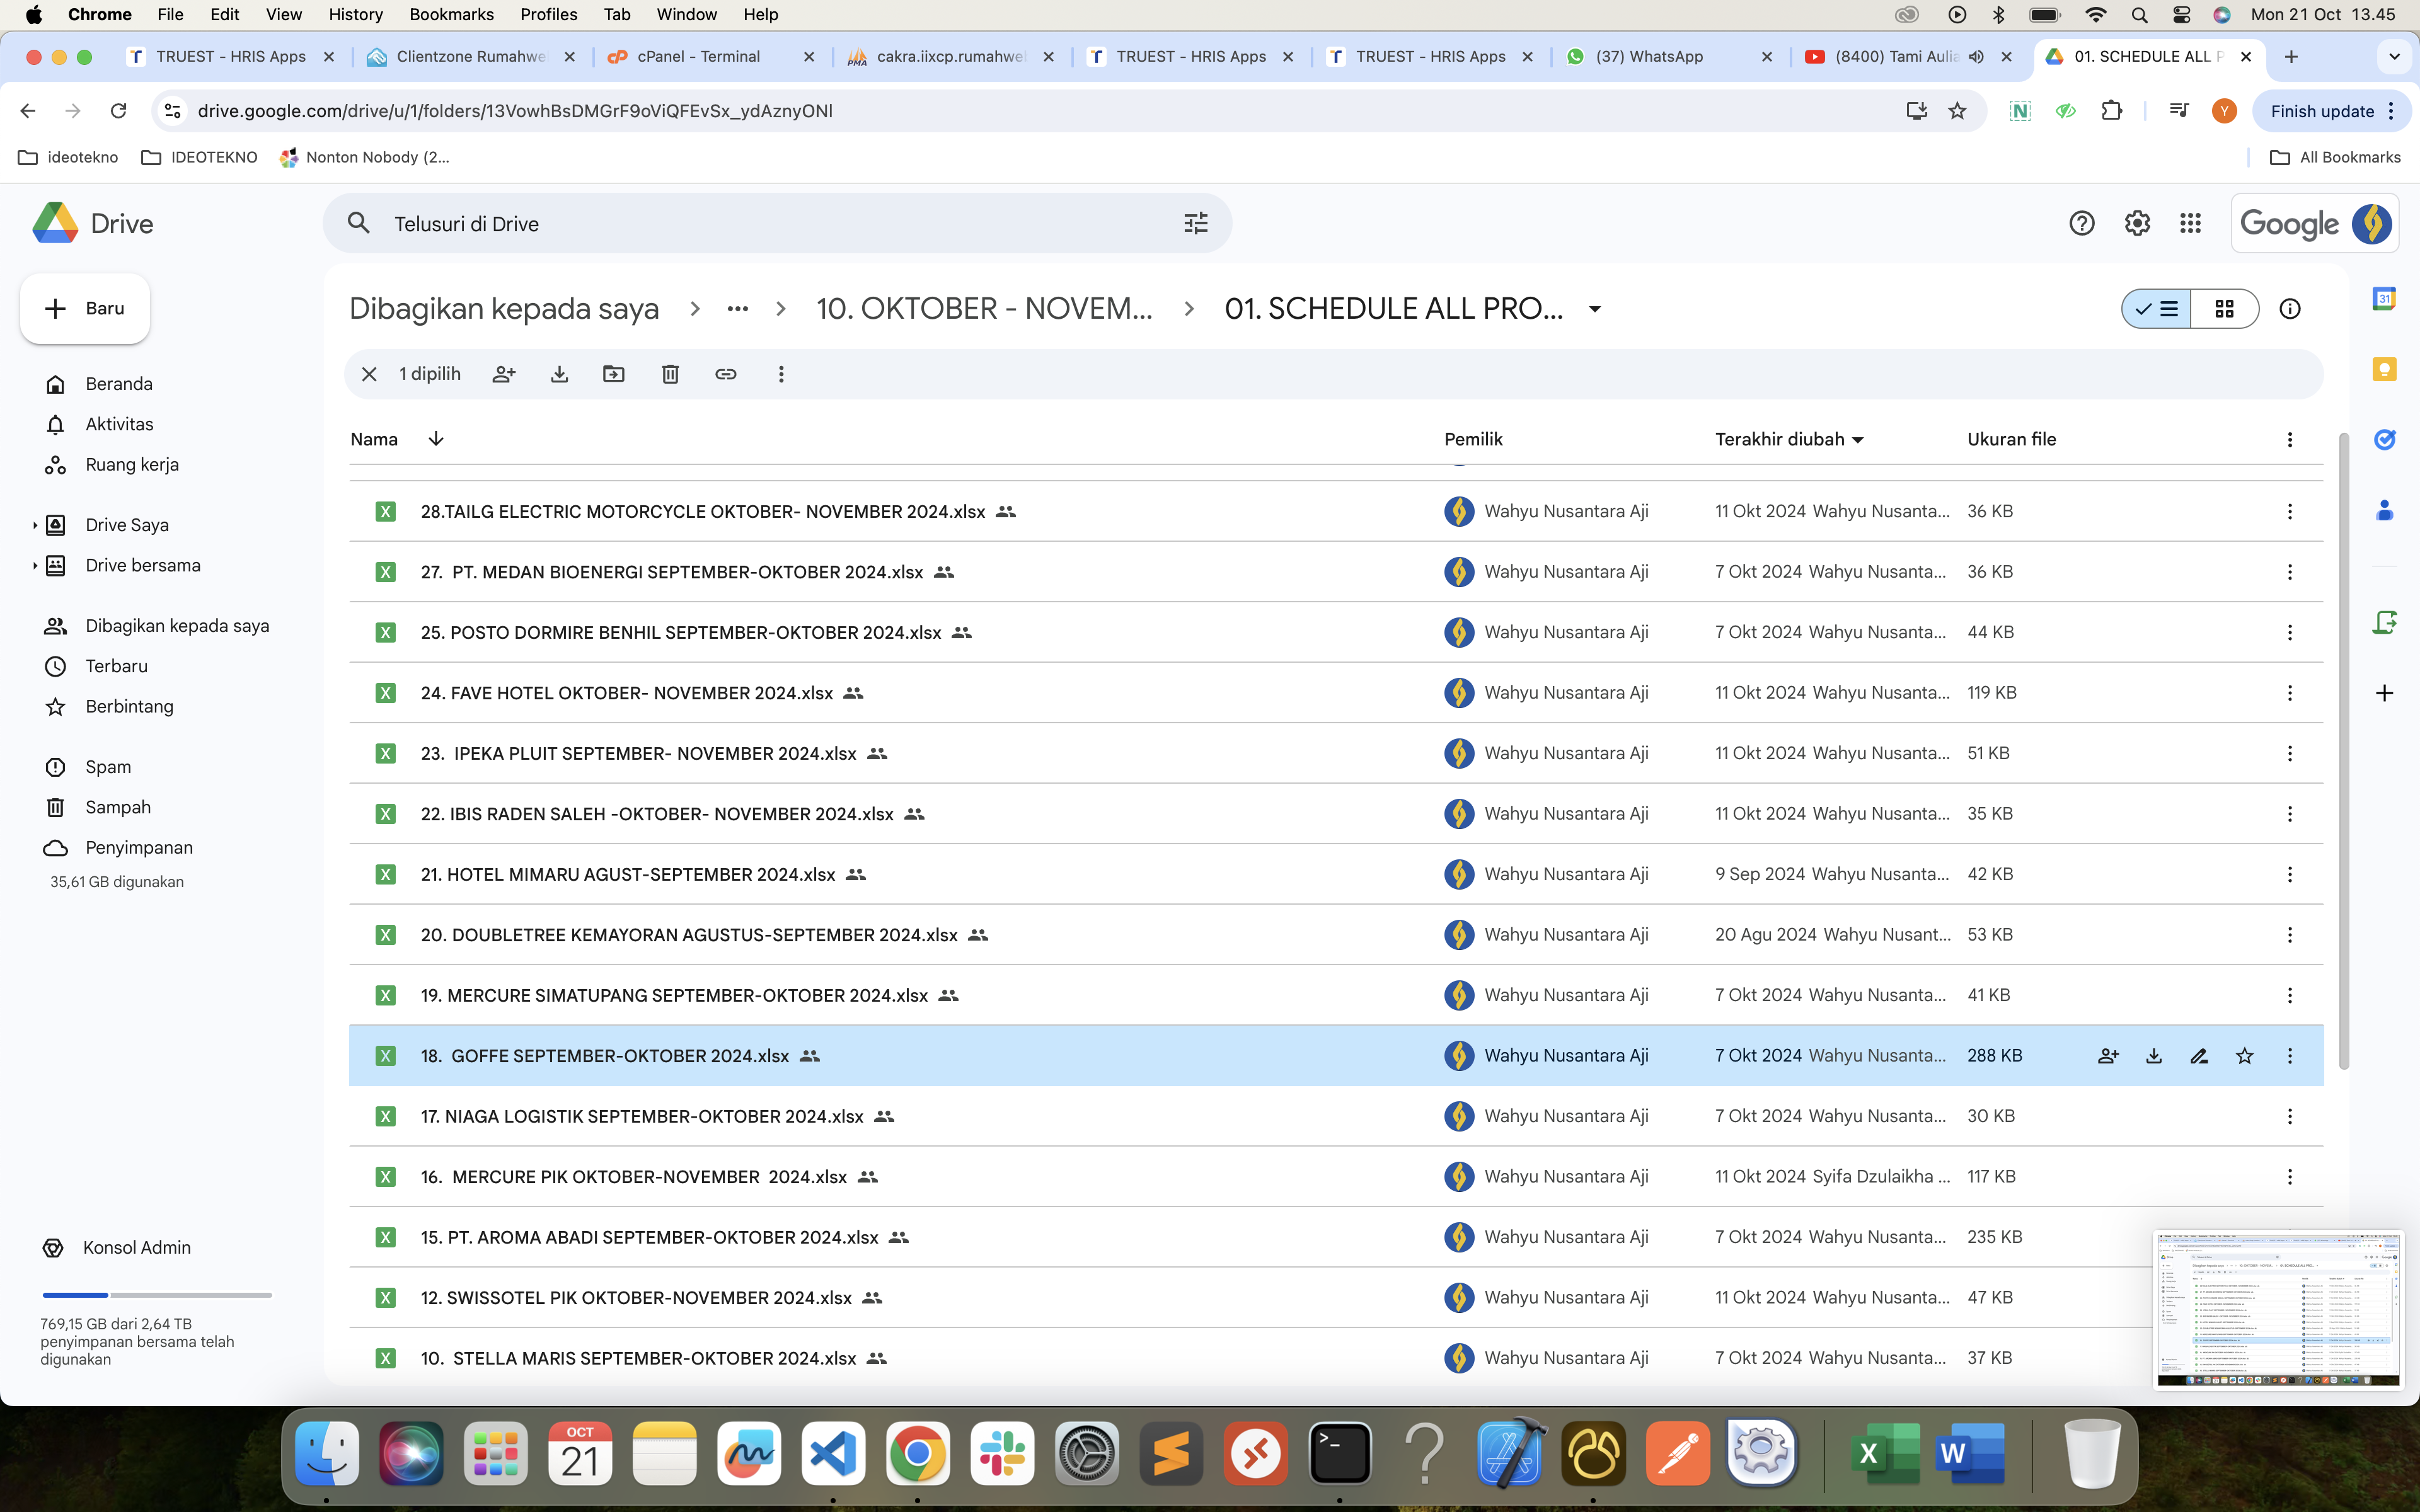 Chrome File Edit View History Bookmarks Profiles Tab Window Help Mon 21 Oct 13.45
TRUEST - HRIS Apps Clientzone Rumahwe cPanel - Terminal cakra.iixcp.rumahwe TRUEST - HRIS Apps TRUEST - HRIS Apps (37) WhatsApp (8400) Tami Aulia 01. SCHEDULE ALL P
drive.google.com/drive/u/1/folders/13VowhBsDMGrF9oViQFEvSx_ydAznyONl Y Finish update
ideotekno IDEOTEKNO Nonton Nobody (2... All Bookmarks
Drive Telusuri di Drive Google
Baru
Dibagikan kepada saya ... 10. OKTOBER - NOVEM... 01. SCHEDULE ALL PRO...
1 dipilih
Beranda
Aktivitas
Ruang kerja
Drive Saya
Drive bersama
Dibagikan kepada saya
Terbaru
Berbintang
Spam
Sampah
Penyimpanan
35,61 GB digunakan
Konsol Admin
769,15 GB dari 2,64 TB
penyimpanan bersama telah
digunakan
Nama Pemilik Terakhir diubah Ukuran file
28.TAILG ELECTRIC MOTORCYCLE OKTOBER- NOVEMBER 2024.xlsx Wahyu Nusantara Aji 11 Okt 2024 Wahyu Nusanta... 36 KB
27. PT. MEDAN BIOENERGI SEPTEMBER-OKTOBER 2024.xlsx Wahyu Nusantara Aji 7 Okt 2024 Wahyu Nusanta... 36 KB
25. POSTO DORMIRE BENHIL SEPTEMBER-OKTOBER 2024.xlsx Wahyu Nusantara Aji 7 Okt 2024 Wahyu Nusanta... 44 KB
24. FAVE HOTEL OKTOBER- NOVEMBER 2024.xlsx Wahyu Nusantara Aji 11 Okt 2024 Wahyu Nusanta... 119 KB
23. IPEKA PLUIT SEPTEMBER- NOVEMBER 2024.xlsx Wahyu Nusantara Aji 11 Okt 2024 Wahyu Nusanta... 51 KB
22. IBIS RADEN SALEH -OKTOBER- NOVEMBER 2024.xlsx Wahyu Nusantara Aji 11 Okt 2024 Wahyu Nusanta... 35 KB
21. HOTEL MIMARU AGUST-SEPTEMBER 2024.xlsx Wahyu Nusantara Aji 9 Sep 2024 Wahyu Nusanta... 42 KB
20. DOUBLETREE KEMAYORAN AGUSTUS-SEPTEMBER 2024.xlsx Wahyu Nusantara Aji 20 Agu 2024 Wahyu Nusant... 53 KB
19. MERCURE SIMATUPANG SEPTEMBER-OKTOBER 2024.xlsx Wahyu Nusantara Aji 7 Okt 2024 Wahyu Nusanta... 41 KB
18. GOFFE SEPTEMBER-OKTOBER 2024.xlsx Wahyu Nusantara Aji 7 Okt 2024 Wahyu Nusanta... 288 KB
17. NIAGA LOGISTIK SEPTEMBER-OKTOBER 2024.xlsx Wahyu Nusantara Aji 7 Okt 2024 Wahyu Nusanta... 30 KB
16. MERCURE PIK OKTOBER-NOVEMBER 2024.xlsx Wahyu Nusantara Aji 11 Okt 2024 Syifa Dzulaikha ... 117 KB
15. PT. AROMA ABADI SEPTEMBER-OKTOBER 2024.xlsx Wahyu Nusantara Aji 7 Okt 2024 Wahyu Nusanta... 235 KB
12. SWISSOTEL PIK OKTOBER-NOVEMBER 2024.xlsx Wahyu Nusantara Aji 11 Okt 2024 Wahyu Nusanta... 47 KB
10. STELLA MARIS SEPTEMBER-OKTOBER 2024.xlsx Wahyu Nusantara Aji 7 Okt 2024 Wahyu Nusanta... 37 KB
OCT
21